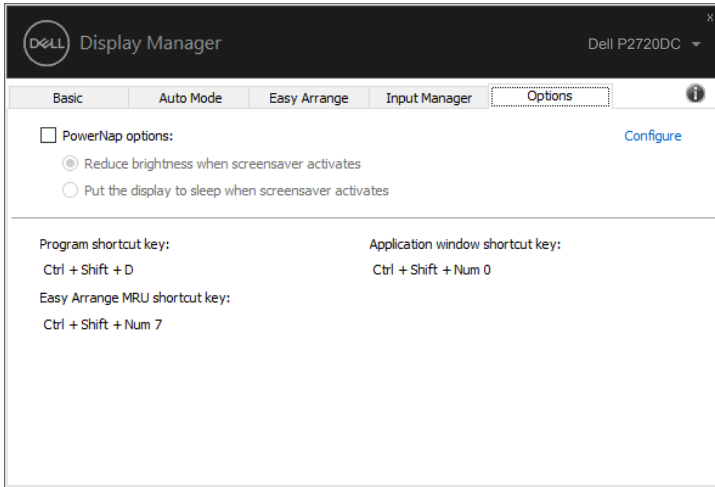 x
DELL Display Manager Dell P2720DC
Basic Auto Mode Easy Arrange Input Manager Options
PowerNap options: Configure
Reduce brightness when screensaver activates
Put the display to sleep when screensaver activates
Program shortcut key: Application window shortcut key:
Ctrl + Shift + D Ctrl + Shift + Num 0
Easy Arrange MRU shortcut key:
Ctrl + Shift + Num 7